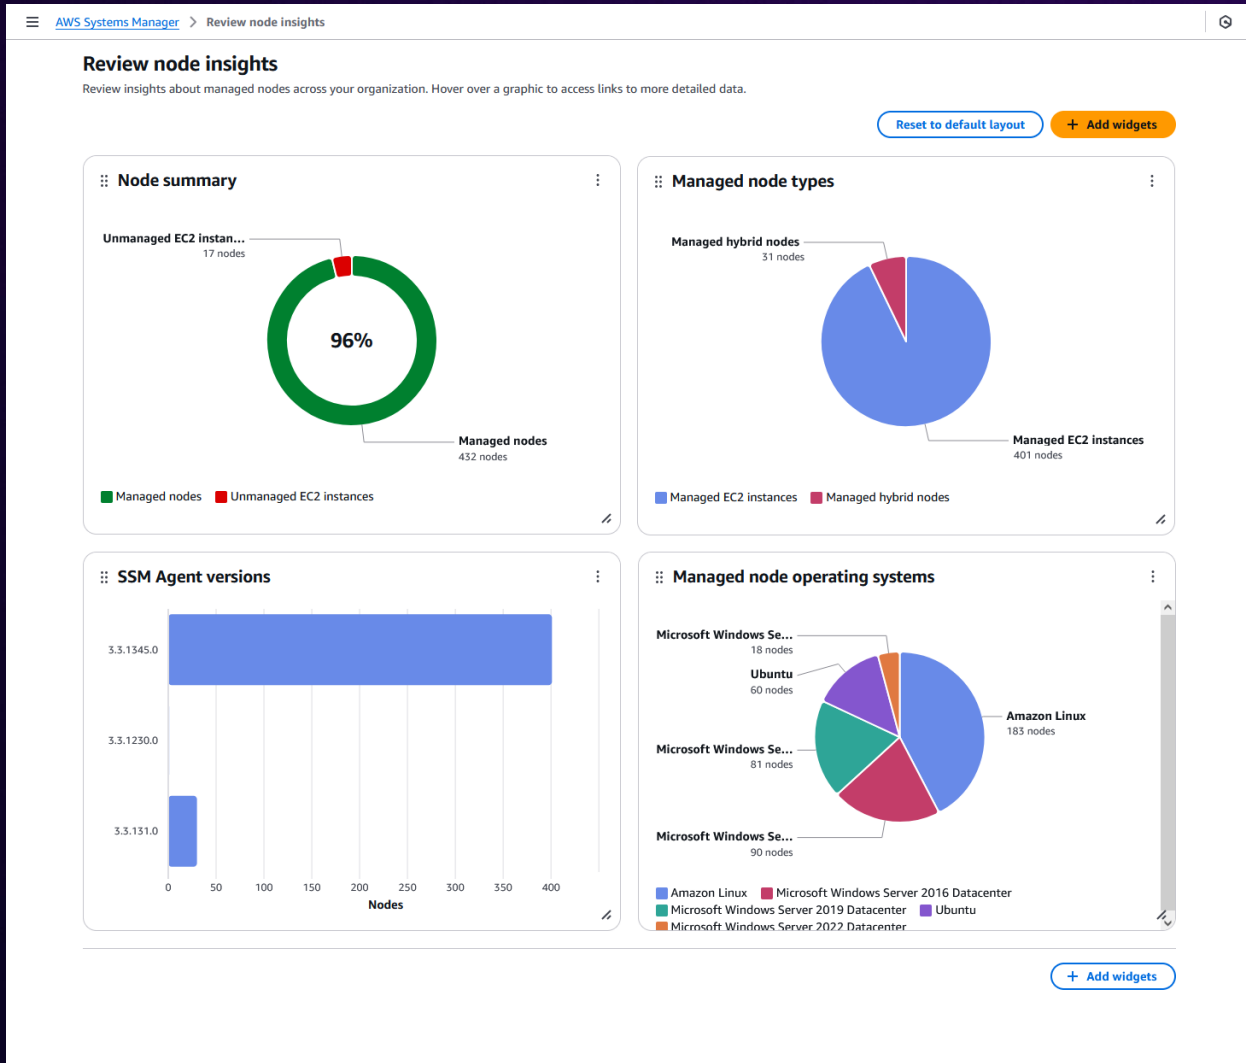 AWS Systems Manager > Review node insights
Review node insights
Review insights about managed nodes across your organization. Hover over a graphic to access links to more detailed data.
Reset to default layout
+ Add widgets
Node summary
Unmanaged EC2 instan...
17 nodes
96%
Managed nodes
432 nodes
Managed nodes Unmanaged EC2 instances
Managed node types
Managed hybrid nodes
31 nodes
Managed EC2 instances
401 nodes
Managed EC2 instances Managed hybrid nodes
SSM Agent versions
3.3.1345.0
3.3.1230.0
3.3.131.0
0 50 100 150 200 250 300 350 400
Nodes
Managed node operating systems
Microsoft Windows Se...
18 nodes
Ubuntu
60 nodes
Amazon Linux
183 nodes
Microsoft Windows Se...
81 nodes
Microsoft Windows Se...
90 nodes
Amazon Linux Microsoft Windows Server 2016 Datacenter
Microsoft Windows Server 2019 Datacenter Ubuntu
Microsoft Windows Server 2022 Datacenter
+ Add widgets